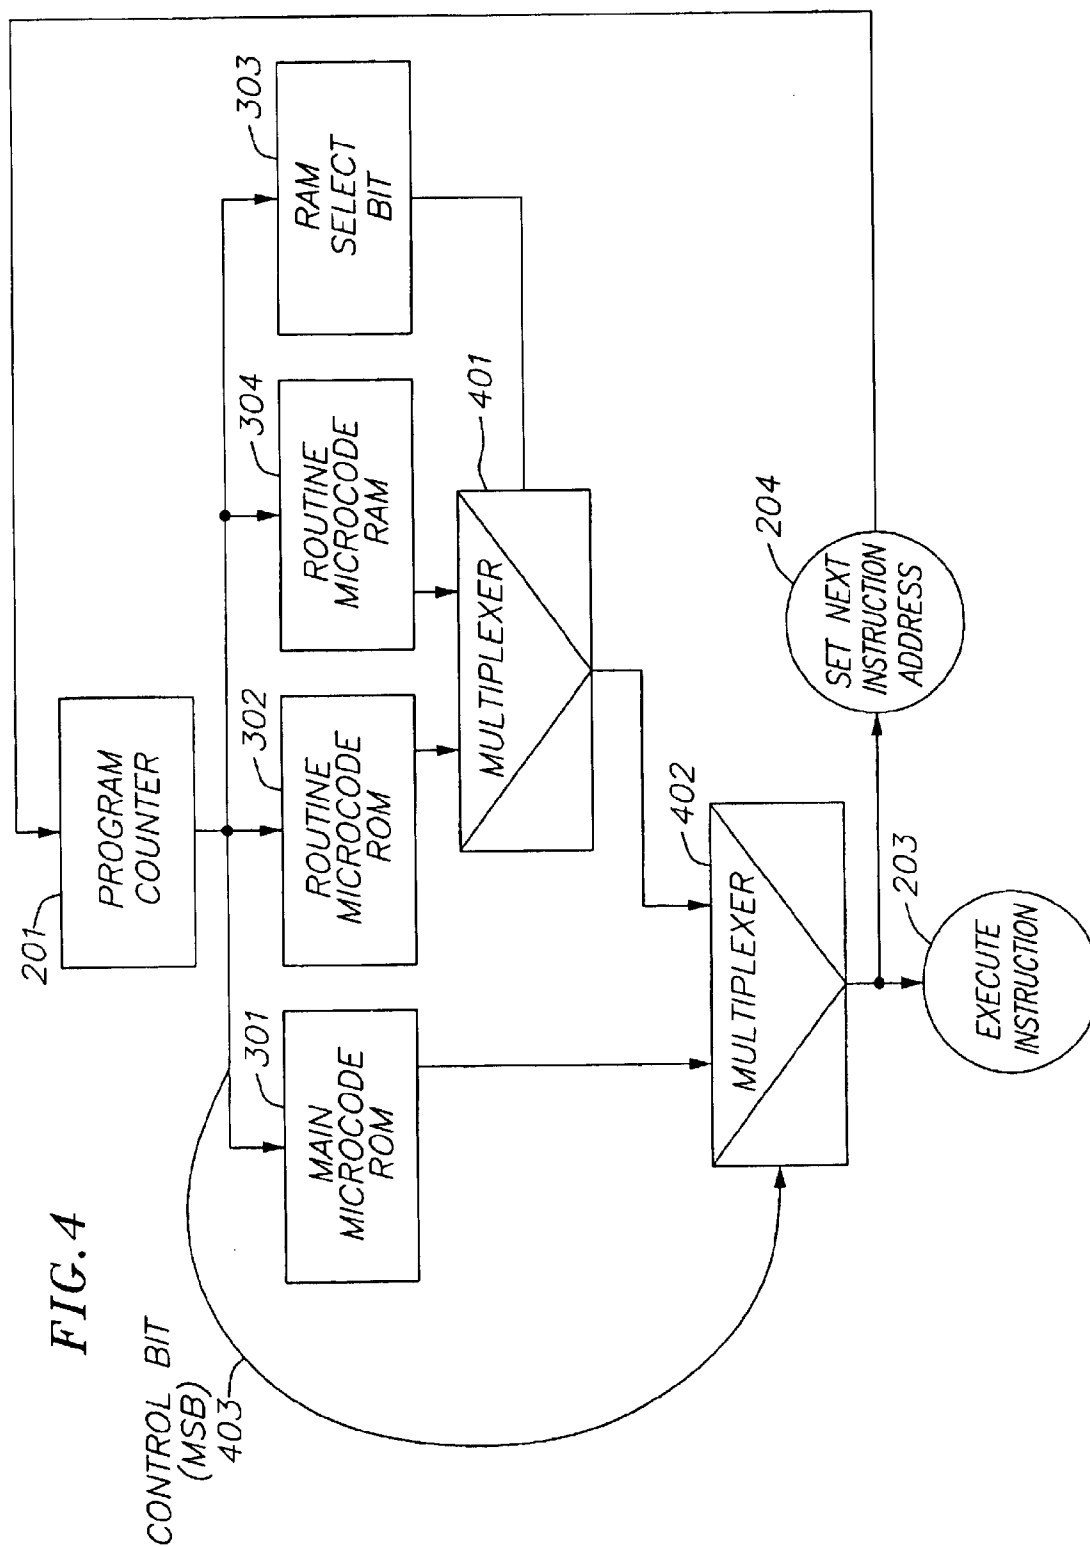 FIG.4
CONTROL BIT
(MSB)
403
201
PROGRAM
COUNTER
301
MAIN
MICROCODE
ROM
302
ROUTINE
MICROCODE
ROM
304
ROUTINE
MICROCODE
RAM
303
RAM
SELECT
BIT
401
MULTIPLEXER
402
MULTIPLEXER
203
EXECUTE
INSTRUCTION
204
SET NEXT
INSTRUCTION
ADDRESS